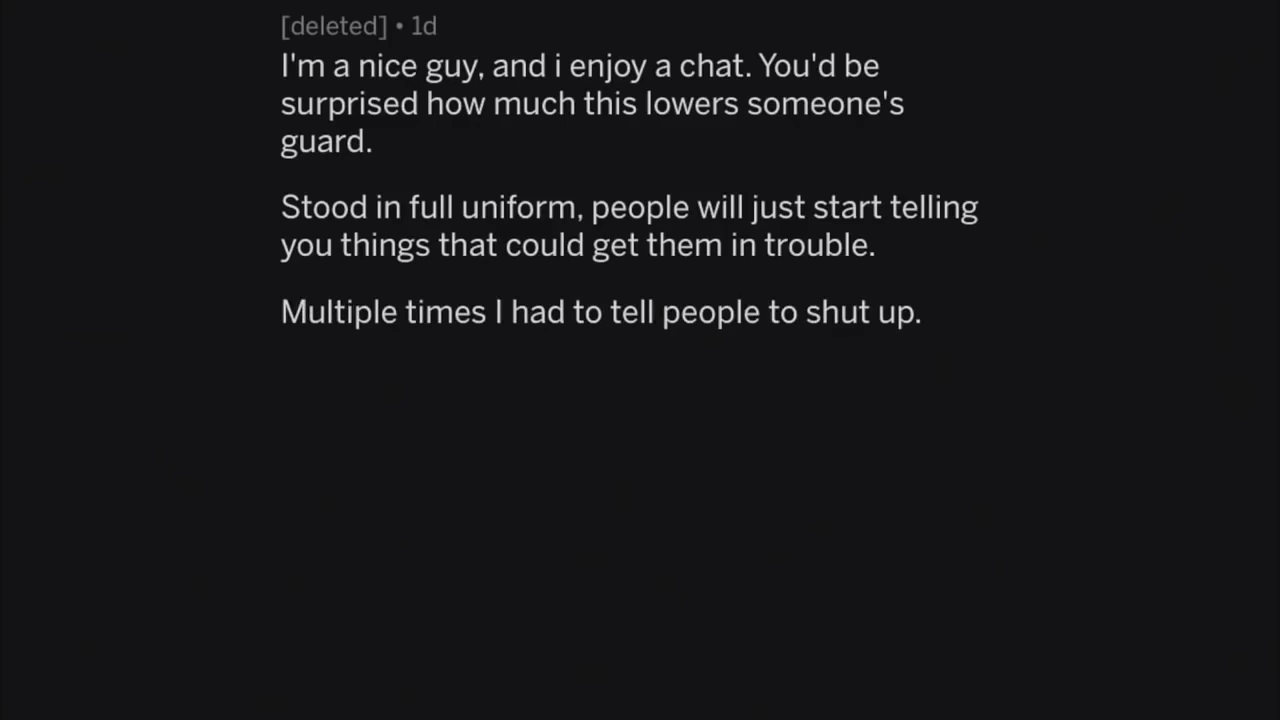 [deleted] • 1d
I'm a nice guy, and i enjoy a chat. You'd be
surprised how much this lowers someone's
guard.
Stood in full uniform, people will just start telling
you things that could get them in trouble.
Multiple times I had to tell people to shut up.